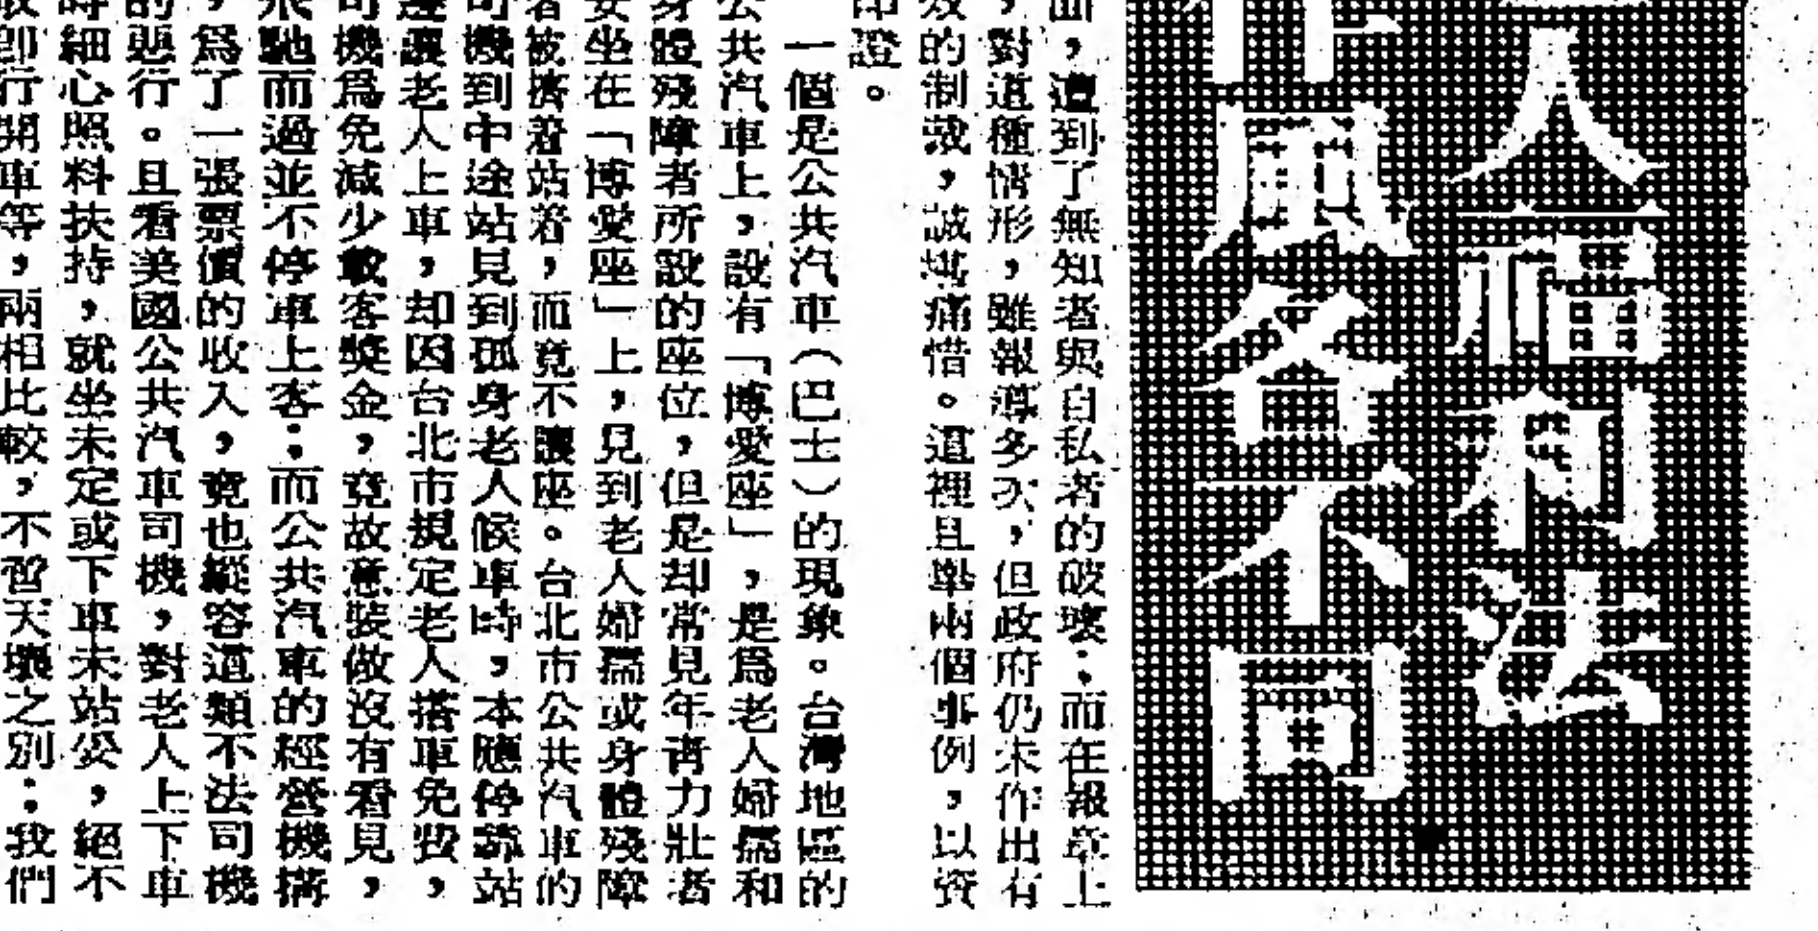 人有法
風各不同
面，遭到了無知者與自私者的破壞；而在報章上
，對這種情形，雖報導多次，但政府仍未作出有
效的制裁，誠堪痛惜。這裡且舉兩個事例，以資
印證。
一個是公共汽車（巴士）的現象。台灣地區的
公共汽車上，設有「博愛座」，是爲老人婦孺和
身體殘障者所設的座位，但是却常見年青力壯者
安坐在「博愛座」上，見到老人婦孺或身體殘障
者被擠着站着，而竟不讓座。台北市公共汽車的
司機到中途站見到孤身老人候車時，本應停靠站
邊讓老人上車，却因台北市規定老人搭車免費，
司機爲免減少載客獎金，竟故意裝做沒有看見，
飛馳而過並不停車上客；而公共汽車的經營機構
，爲了一張票價的收入，竟也縱容這類不法司機
的惡行。且看美國公共汽車司機，對老人上下車
時細心照料扶持，就坐未定或下車未站妥，絕不
敢卽行開車等，兩相比較，不啻天壤之別；我們